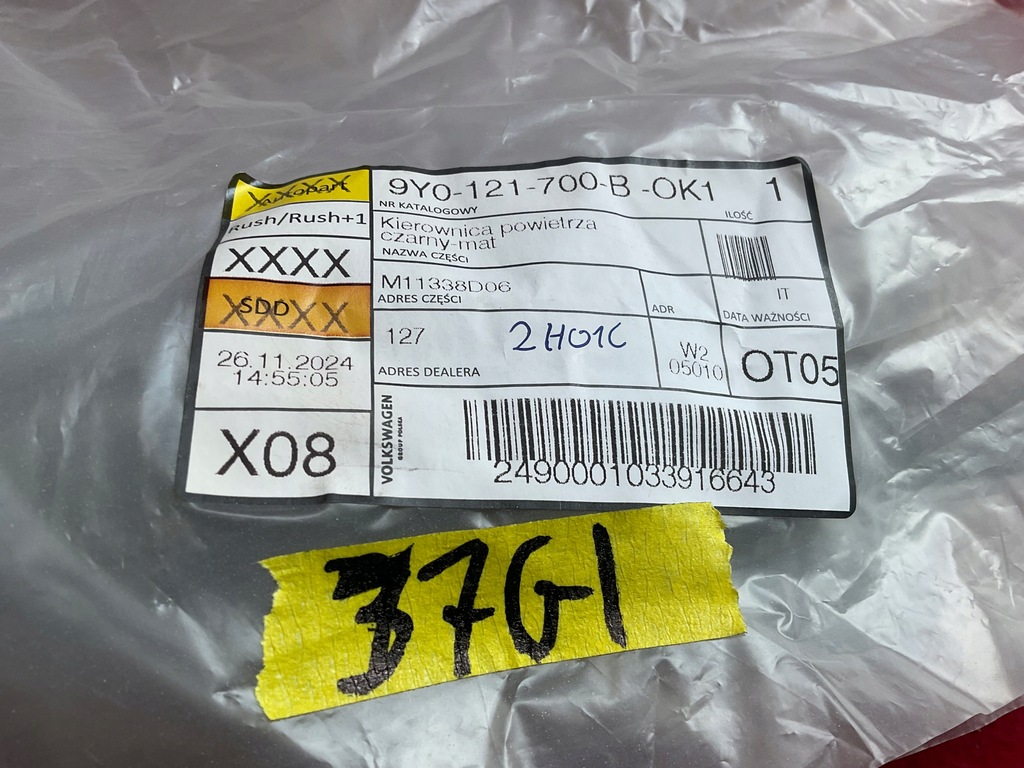 Autopart
XXXX
Rush/Rush+1
XXXX
SDD
XXXX
26.11.2024
14:55:05
X08
9Y0-121-700-B -OK1
1
NR KATALOGOWY
ILOŚĆ
Kierownica powietrza
czarny-mat
NAZWA CZĘŚCI
M11338D06
ADRES CZĘŚCI
ADR
IT
DATA WAŻNOŚCI
127
2H01C
ADRES DEALERA
W2
05010
OT05
VOLKSWAGEN
GROUP POLSKA
2490001033916643
37G1